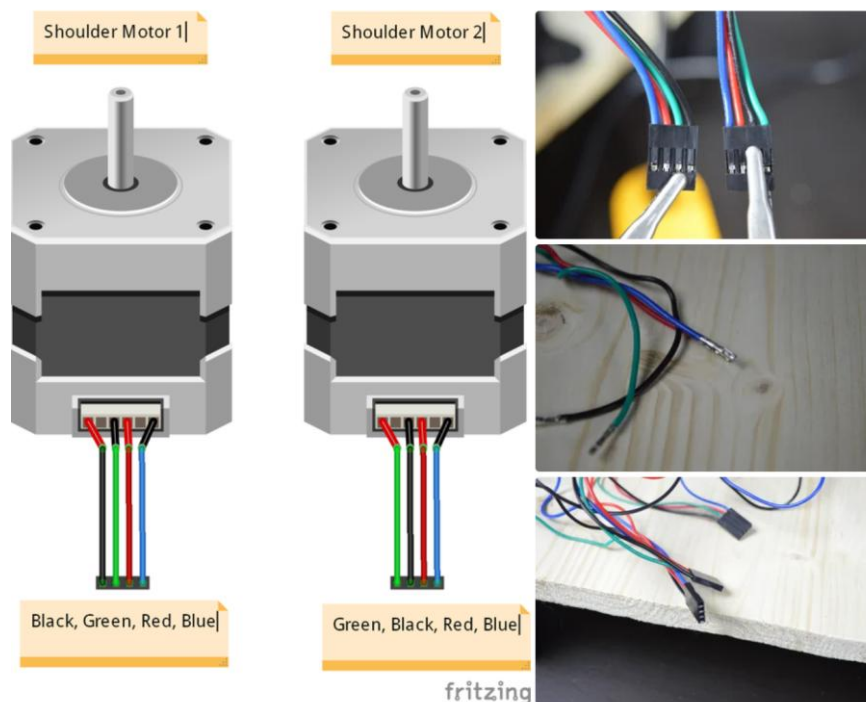 Shoulder Motor 1
Shoulder Motor 2
Black, Green, Red, Blue
Green, Black, Red, Blue
fritzing